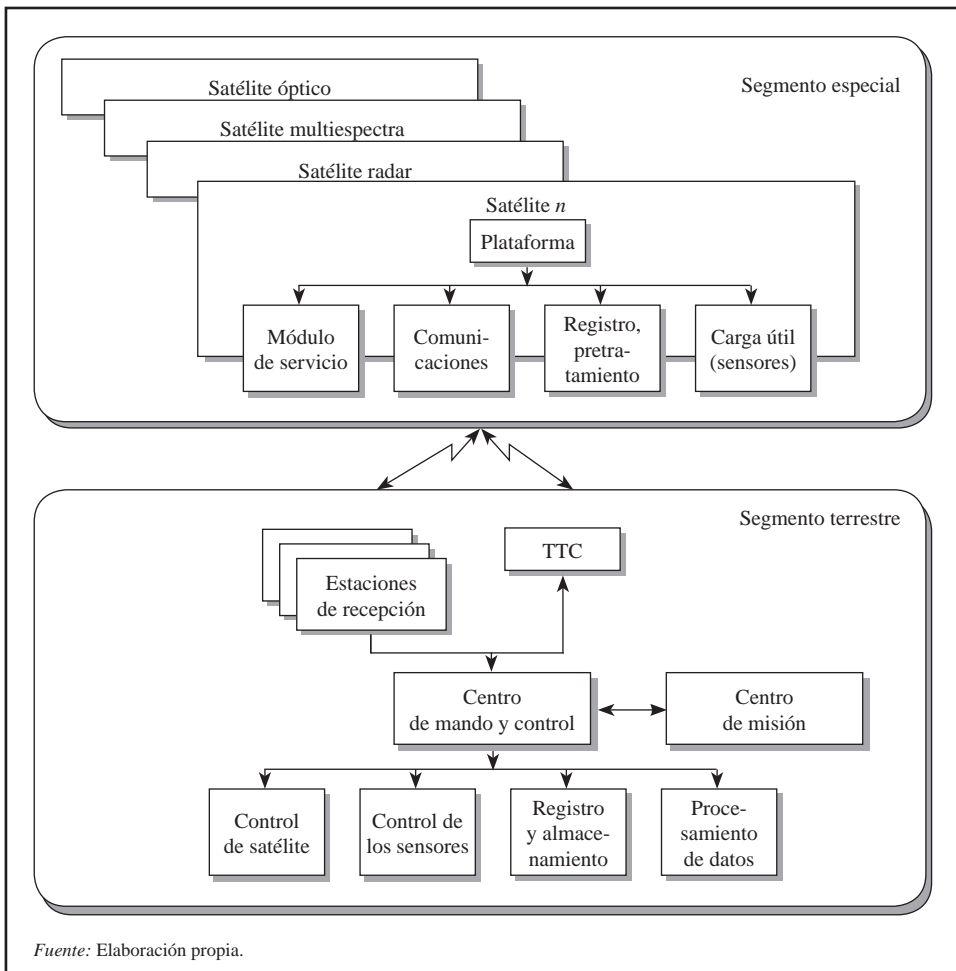 Segmento especial
Satélite óptico
Satélite multiespectra
Satélite radar
Satélite n
Plataforma
Módulo
de servicio
Comuni-
caciones
Registro,
pretra-
tamiento
Carga útil
(sensores)
Segmento terrestre
Estaciones
de recepción
TTC
Centro
de mando y control
Centro
de misión
Control
de satélite
Control de
los sensores
Registro
y almace-
namiento
Proce-
samiento
de datos
Fuente: Elaboración propia.